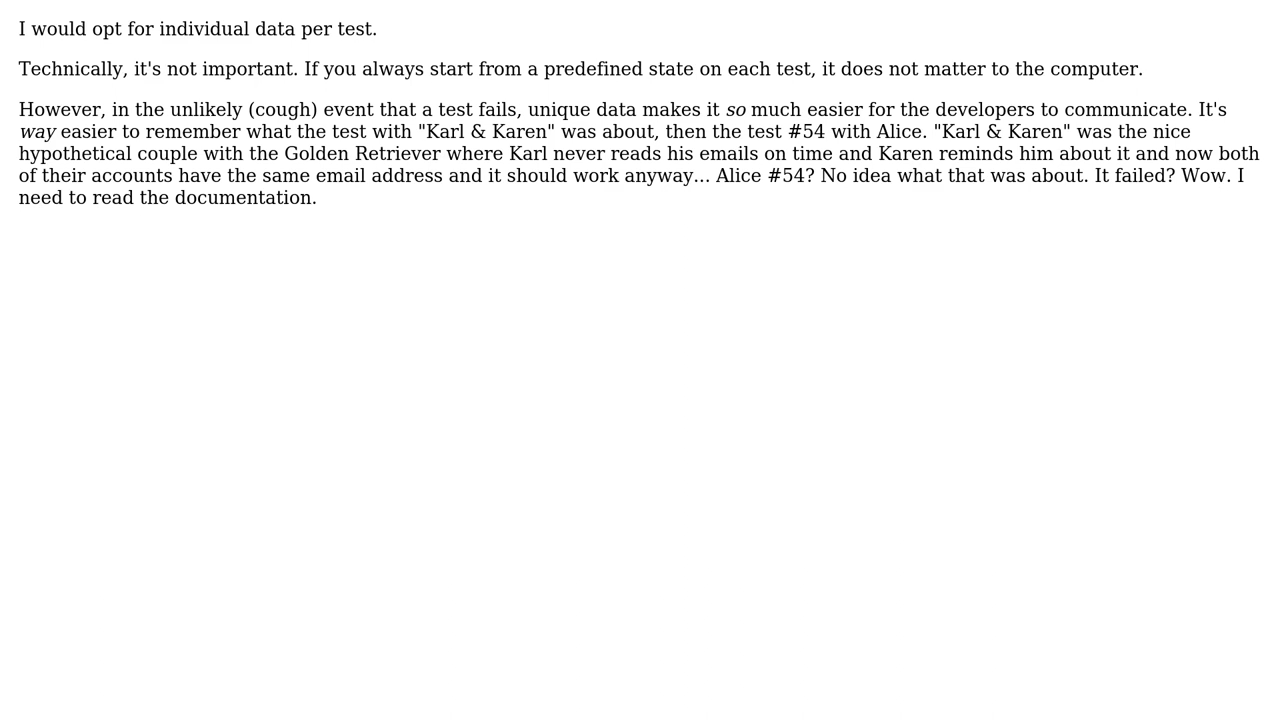 I would opt for individual data per test.
Technically, it's not important. If you always start from a predefined state on each test, it does not matter to the computer.
However, in the unlikely (cough) event that a test fails, unique data makes it so much easier for the developers to communicate. It's
way easier to remember what the test with "Karl & Karen" was about, then the test #54 with Alice. "Karl & Karen" was the nice
hypothetical couple with the Golden Retriever where Karl never reads his emails on time and Karen reminds him about it and now both
of their accounts have the same email address and it should work anyway... Alice #54? No idea what that was about. It failed? Wow. I
need to read the documentation.